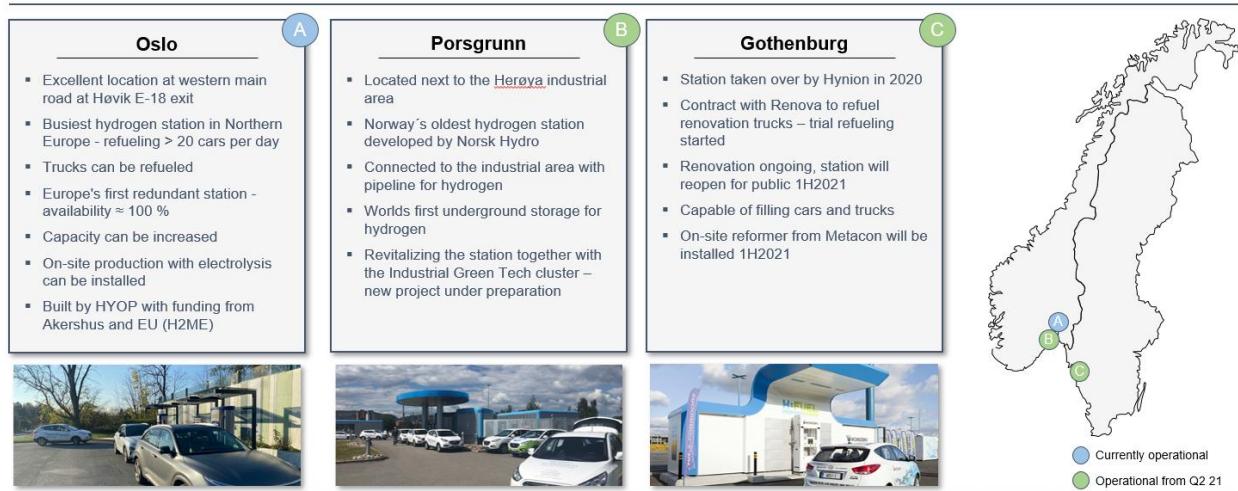 A
Oslo
▪ Excellent location at western main
road at Høvik E-18 exit
▪ Busiest hydrogen station in Northern
Europe - refueling > 20 cars per day
▪ Trucks can be refueled
▪ Europe's first redundant station -
availability ≈ 100 %
▪ Capacity can be increased
▪ On-site production with electrolysis
can be installed
▪ Built by HYOP with funding from
Akershus and EU (H2ME)
B
Porsgrunn
▪ Located next to the Herøya industrial
area
▪ Norway´s oldest hydrogen station
developed by Norsk Hydro
▪ Connected to the industrial area with
pipeline for hydrogen
▪ Worlds first underground storage for
hydrogen
▪ Revitalizing the station together with
the Industrial Green Tech cluster –
new project under preparation
C
Gothenburg
▪ Station taken over by Hynion in 2020
▪ Contract with Renova to refuel
renovation trucks – trial refueling
started
▪ Renovation ongoing, station will
reopen for public 1H2021
▪ Capable of filling cars and trucks
▪ On-site reformer from Metacon will be
installed 1H2021
A
B
C
Currently operational
Operational from Q2 21